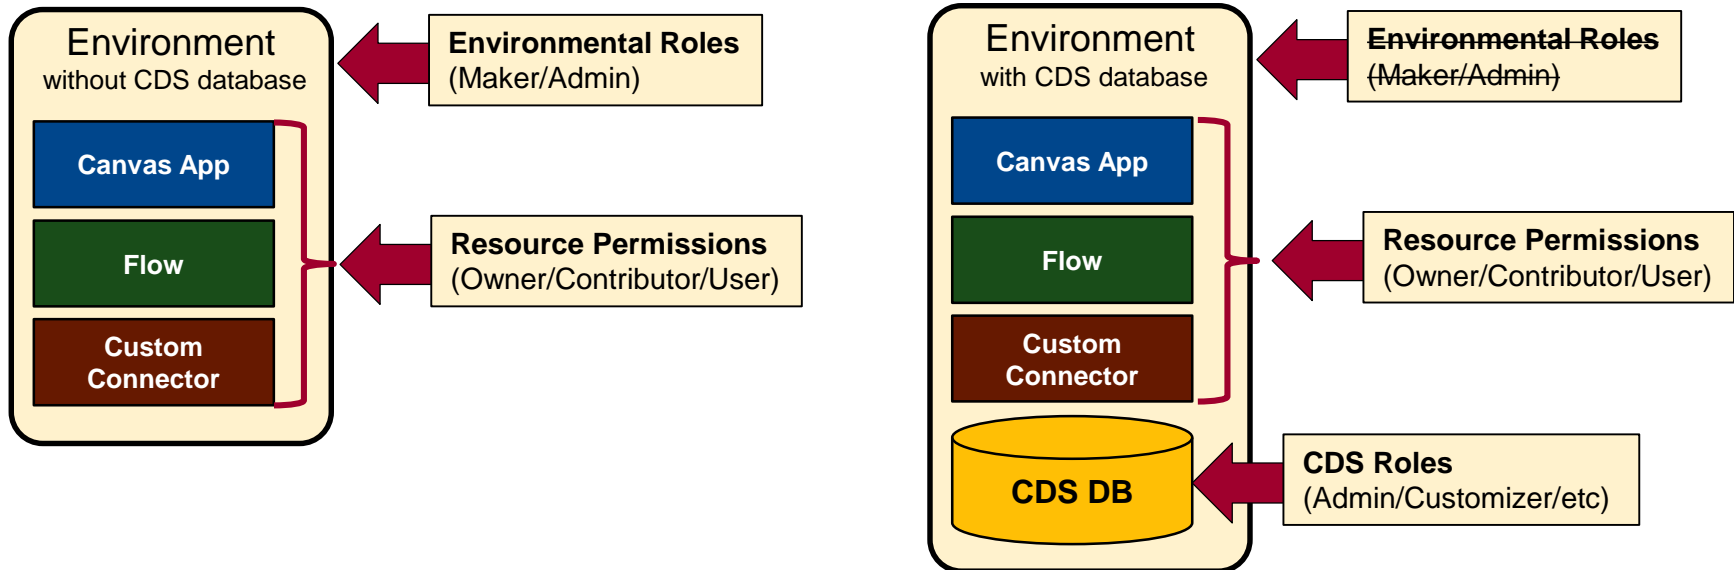 Environment
without CDS database
Canvas App
Flow
Custom
Connector
Environmental Roles
(Maker/Admin)
Resource Permissions
(Owner/Contributor/User)
Environment
with CDS database
Canvas App
Flow
Custom
Connector
CDS DB
Environmental Roles
(Maker/Admin)
Resource Permissions
(Owner/Contributor/User)
CDS Roles
(Admin/Customizer/etc)